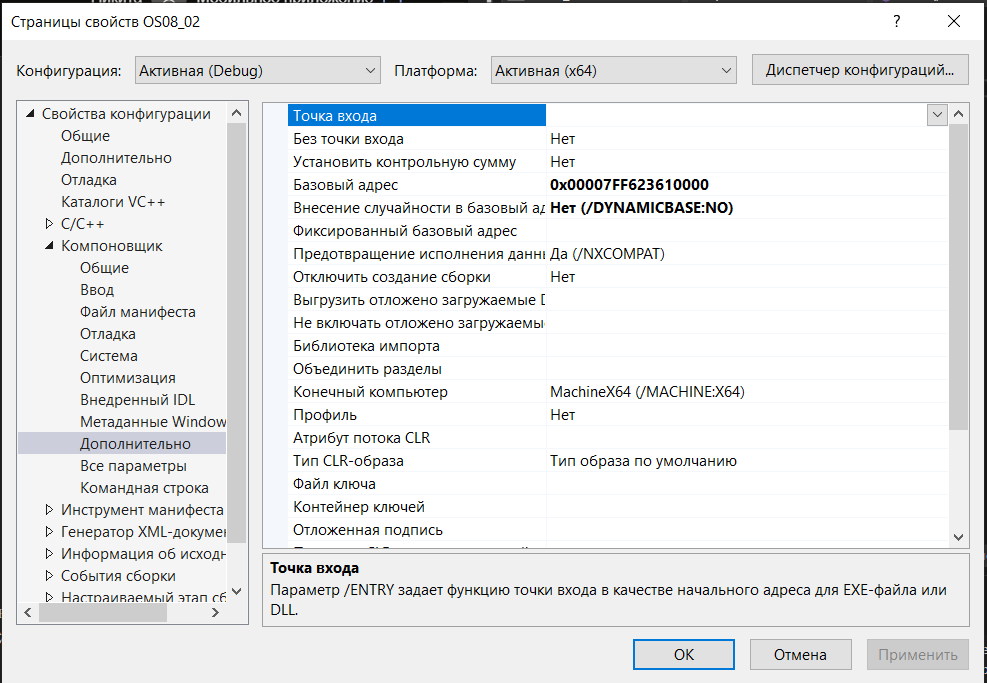 Страницы свойств OS08_02
?
Конфигурация: Активная (Debug) Платформа: Активная (x64) Диспетчер конфигураций...
Свойства конфигурации
Общие
Дополнительно
Отладка
Каталоги VC++
C/C++
Компоновщик
Общие
Ввод
Файл манифеста
Отладка
Система
Оптимизация
Внедренный IDL
Метаданные Window
Дополнительно
Все параметры
Командная строка
Инструмент манифеста
Генератор XML-докумен
Информация об исходн
События сборки
Настраиваемый этап сб
Точка входа
Без точки входа Нет
Установить контрольную сумму Нет
Базовый адрес 0x00007FF623610000
Внесение случайности в базовый ад Нет (/DYNAMICBASE:NO)
Фиксированный базовый адрес
Предотвращение исполнения данны Да (/NXCOMPAT)
Отключить создание сборки Нет
Выгрузить отложено загружаемые D
Не включать отложено загружаемы
Библиотека импорта
Объединить разделы
Конечный компьютер MachineX64 (/MACHINE:X64)
Профиль Нет
Атрибут потока CLR
Тип CLR-образа Тип образа по умолчанию
Файл ключа
Контейнер ключей
Отложенная подпись
Точка входа
Параметр /ENTRY задает функцию точки входа в качестве начального адреса для EXE-файла или
DLL.
ОК Отмена Применить